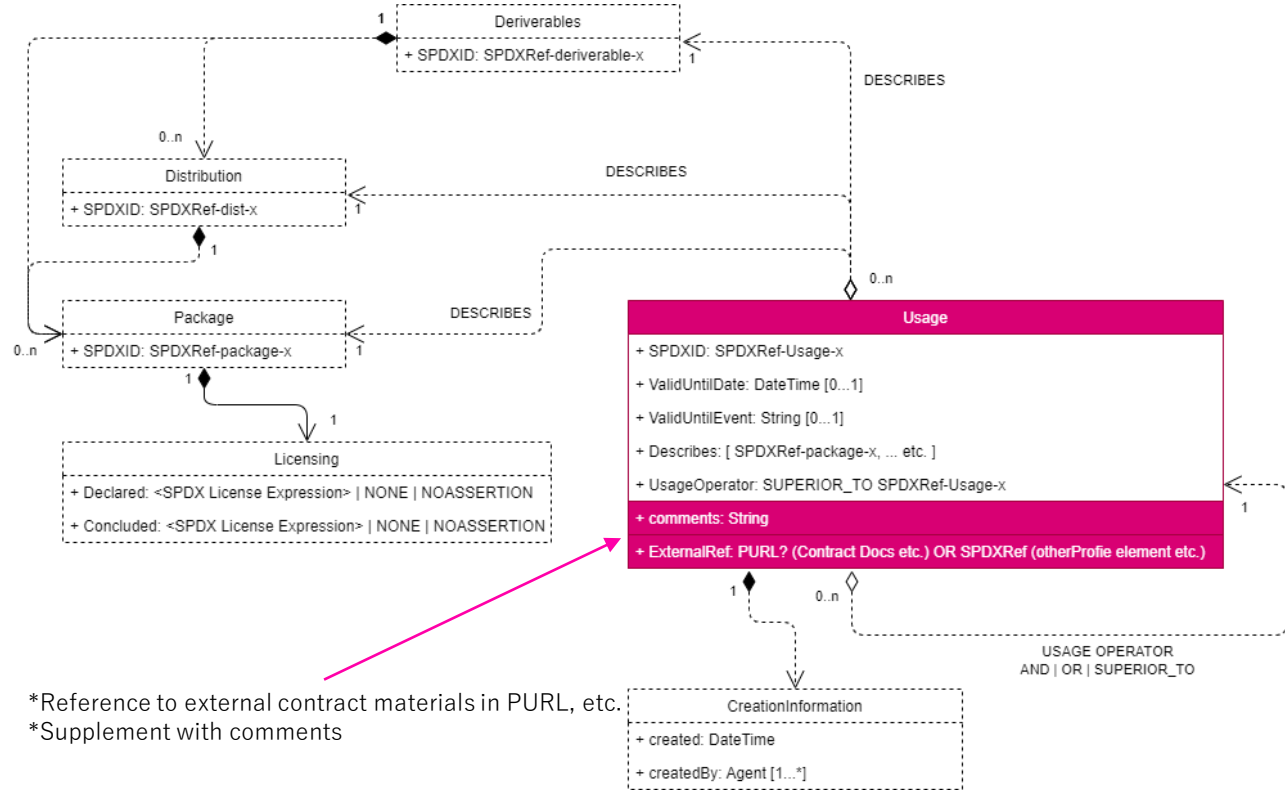 1
Deriverables
+ SPDXID: SPDXRef-deriverable-x
1
DESCRIBES
0..n
Distribution
+ SPDXID: SPDXRef-dist-x
DESCRIBES
1
1
0..n
Package
+ SPDXID: SPDXRef-package-x
DESCRIBES
0..n
1
1
1
Licensing
+ Declared: <SPDX License Expression> | NONE | NOASSERTION
+ Concluded: <SPDX License Expression> | NONE | NOASSERTION
Usage
+ SPDXID: SPDXRef-Usage-x
+ ValidUntilDate: DateTime [0...1]
+ ValidUntilEvent: String [0...1]
+ Describes: [ SPDXRef-package-x, ... etc. ]
+ UsageOperator: SUPERIOR_TO SPDXRef-Usage-x
+ comments: String
+ ExternalRef: PURL? (Contract Docs etc.) OR SPDXRef (otherProfie element etc.)
1
1
0..n
USAGE OPERATOR
AND | OR | SUPERIOR_TO
*Reference to external contract materials in PURL, etc.
*Supplement with comments
CreationInformation
+ created: DateTime
+ createdBy: Agent [1...*]